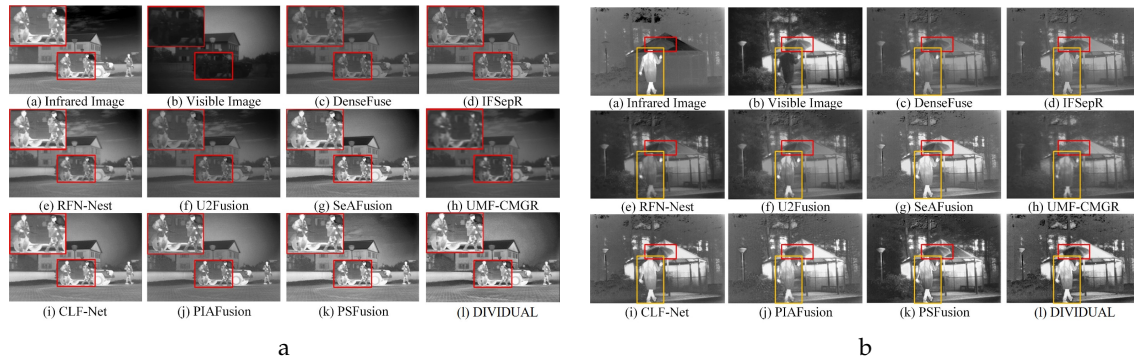 (a) Infrared Image (b) Visible Image (c) DenseFuse (d) IFSepR
(e) RFN-Nest (f) U2Fusion (g) SeAFusion (h) UMF-CMGR
(i) CLF-Net (j) PIAFusion (k) PSFusion (l) DIVIDUAL
a
(a) Infrared Image (b) Visible Image (c) DenseFuse (d) IFSepR
(e) RFN-Nest (f) U2Fusion (g) SeAFusion (h) UMF-CMGR
(i) CLF-Net (j) PIAFusion (k) PSFusion (l) DIVIDUAL
b